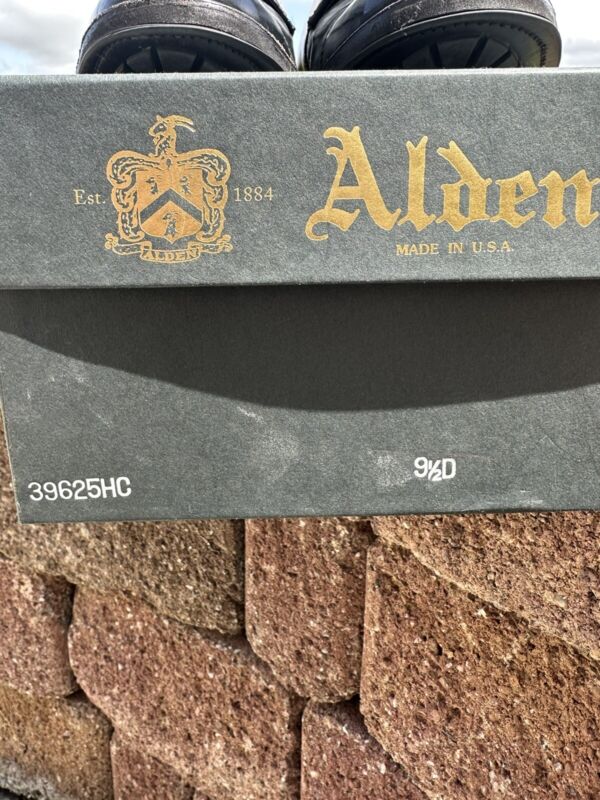 Est. 1884
ALDEN
Alden
MADE IN U.S.A.
39625HC
9½D